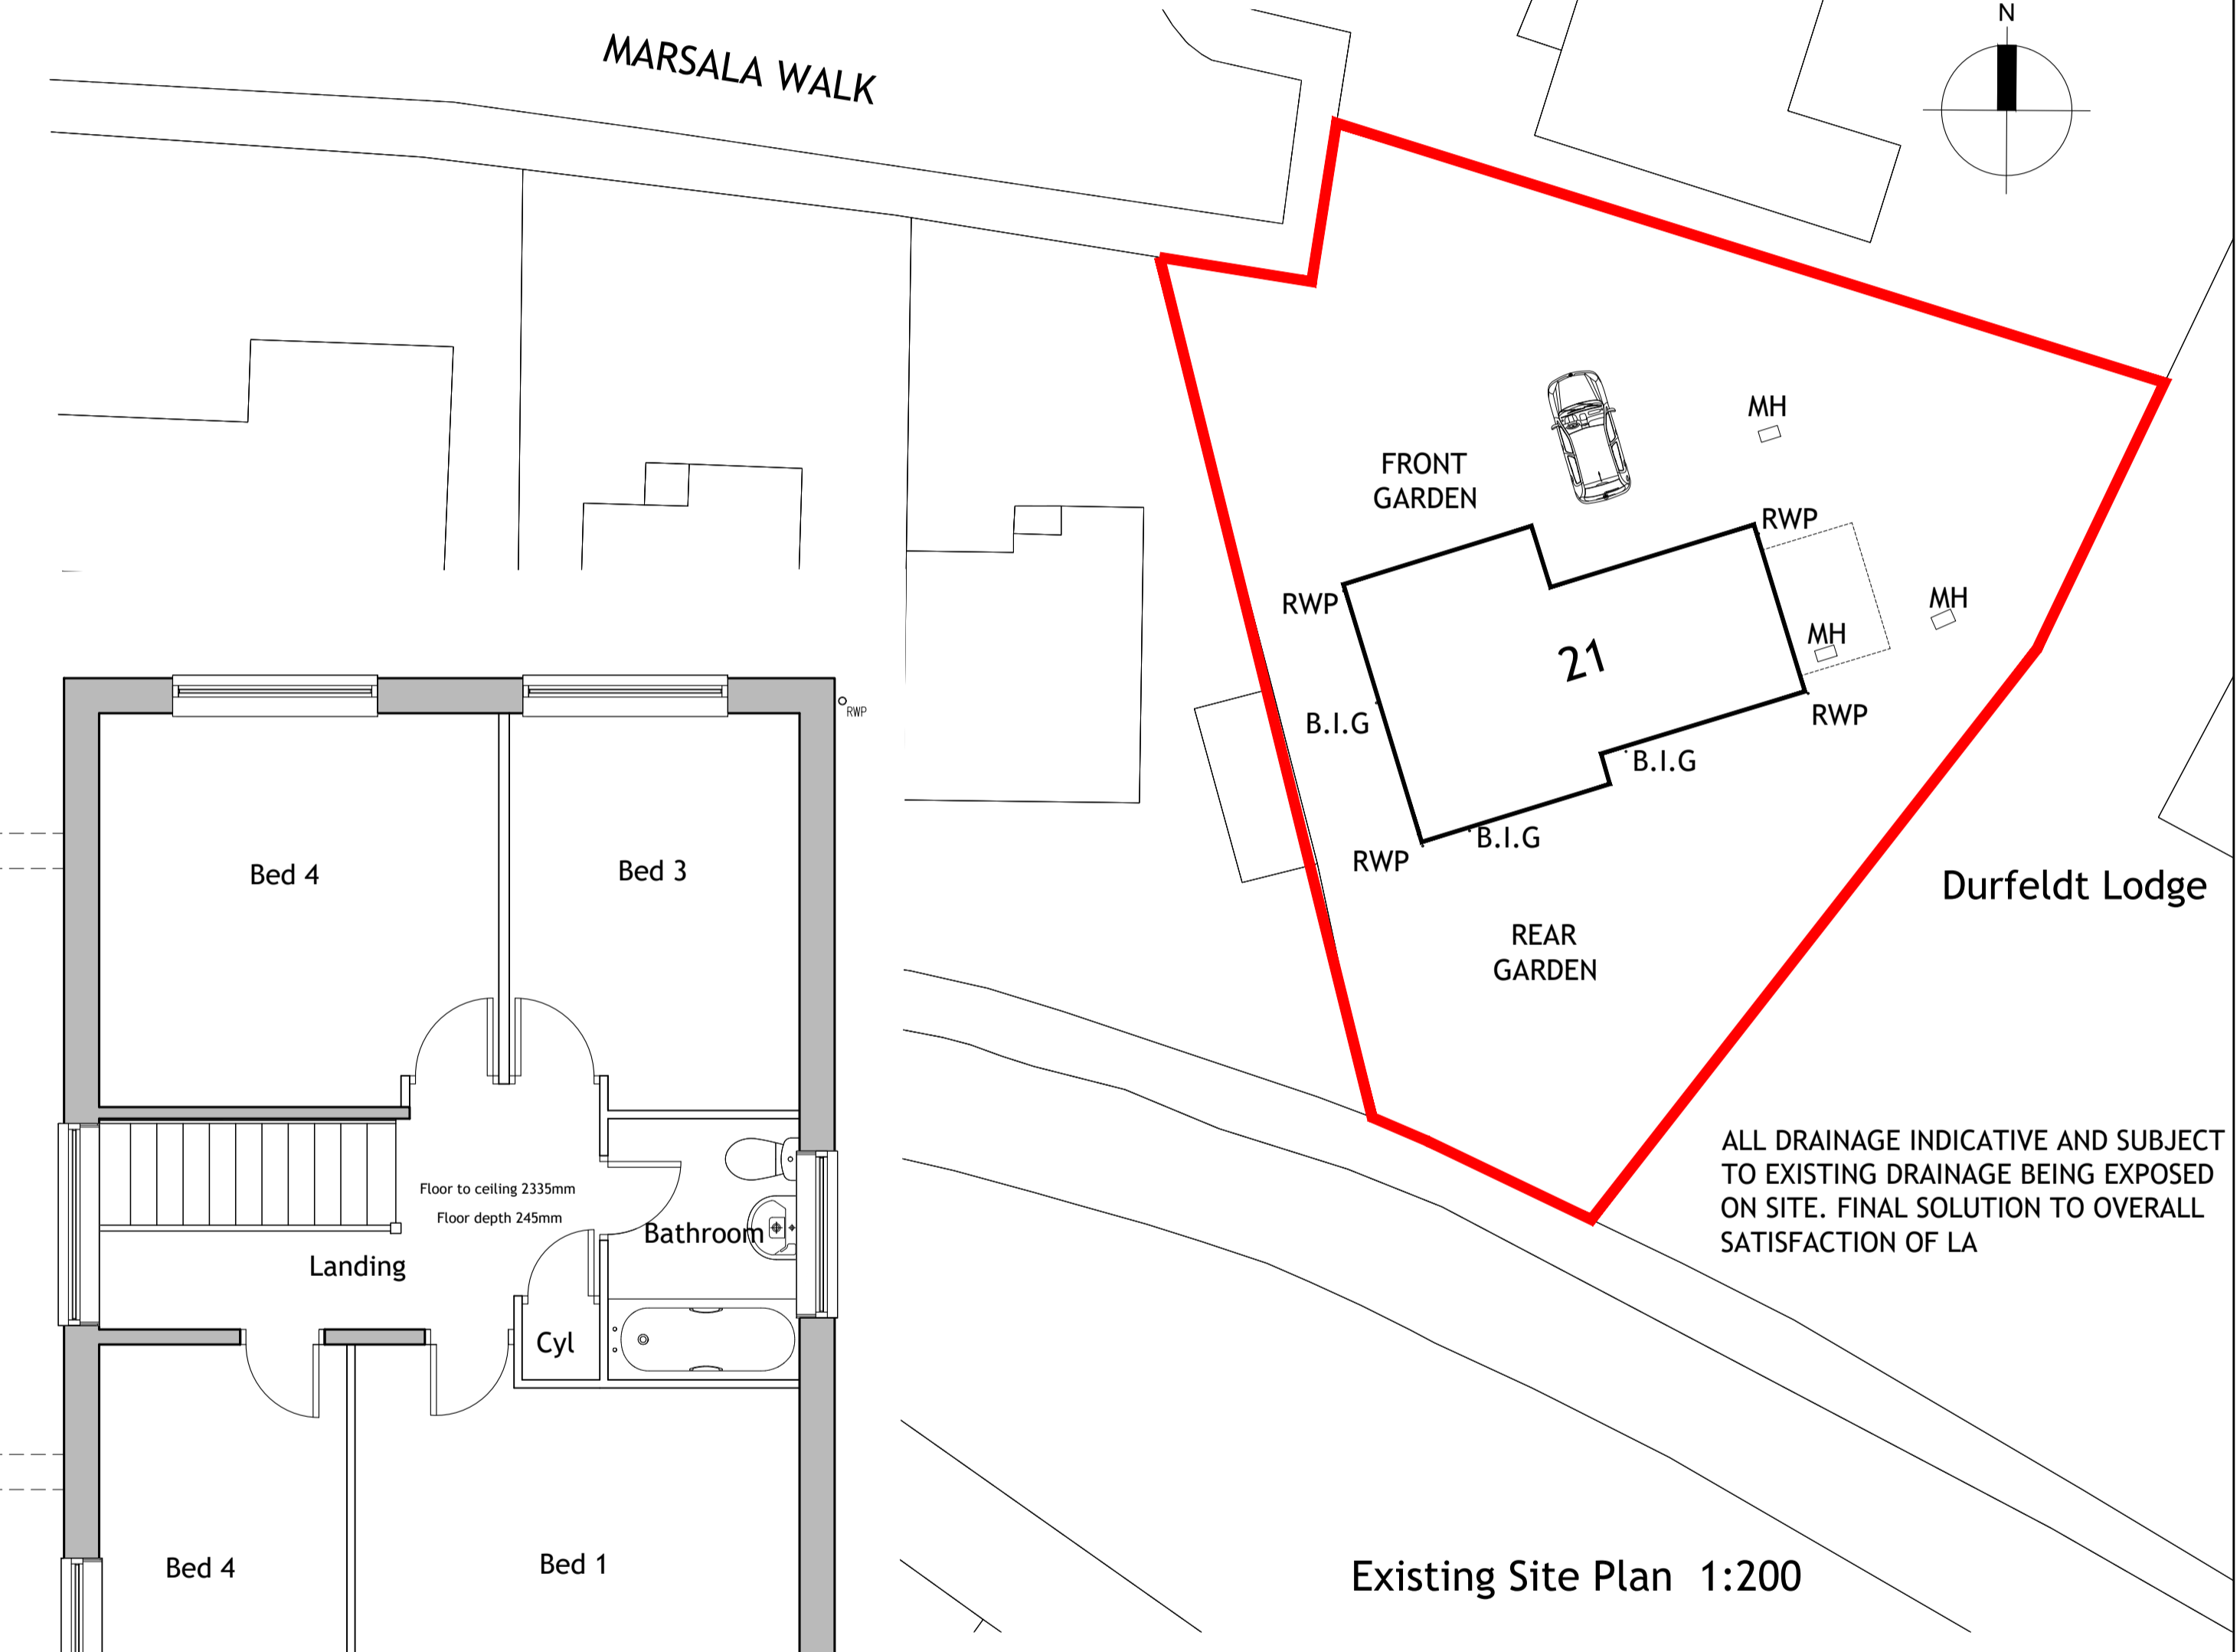 MARSALA WALK
N
MH
FRONT
GARDEN
RWP
RWP
MH
MH
21
RWP
B.I.G
B.I.G
B.I.G
RWP
REAR
GARDEN
Durfeldt Lodge
ALL DRAINAGE INDICATIVE AND SUBJECT
TO EXISTING DRAINAGE BEING EXPOSED
ON SITE. FINAL SOLUTION TO OVERALL
SATISFACTION OF LA
Existing Site Plan 1:200
RWP
Bed 4
Bed 3
Floor to ceiling 2335mm
Floor depth 245mm
Bathroom
Landing
Cyl
Bed 4
Bed 1